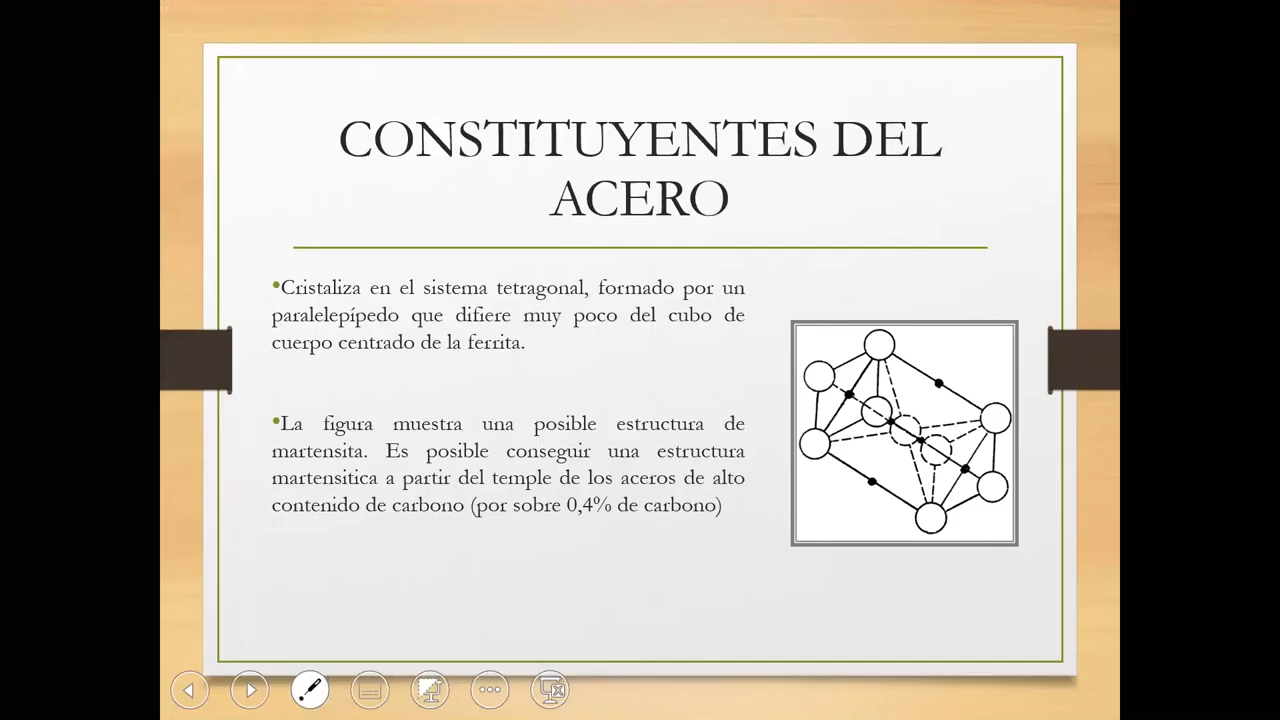 CONSTITUYENTES DEL
ACERO
•Cristaliza en el sistema tetragonal, formado por un
paralelepípedo que difiere muy poco del cubo de
cuerpo centrado de la ferrita.
•La figura muestra una posible estructura de
martensita. Es posible conseguir una estructura
martensitica a partir del temple de los aceros de alto
contenido de carbono (por sobre 0,4% de carbono)